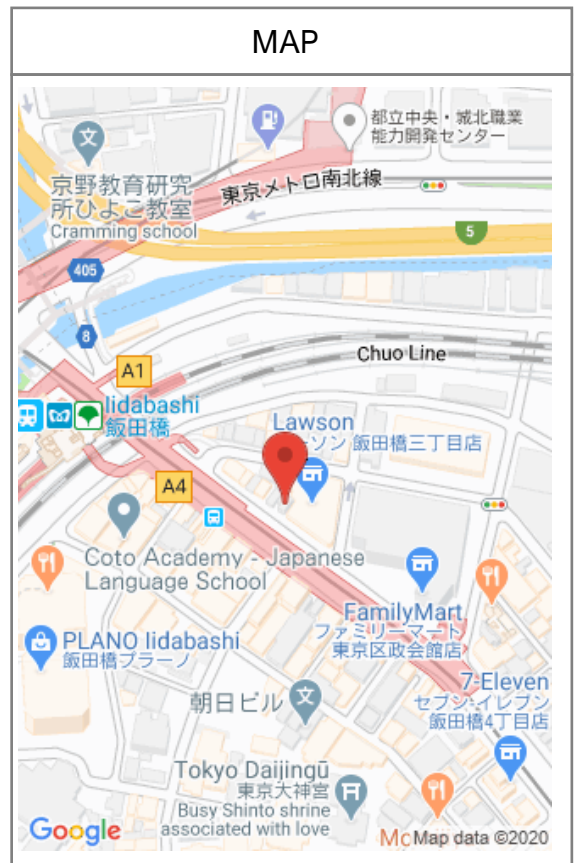 MAP
都立中央・城北職業
能力開発センター
文
京野教育研究
所ひよこ教室
Cramming school
東京メトロ南北線
5
405
8
Chuo Line
A1
Iidabashi
飯田橋
Lawson
ーソン 飯田橋三丁目店
A4
Coto Academy - Japanese
Language School
FamilyMart
ファミリーマート
東京区政会館店
PLANO Iidabashi
飯田橋プラーノ
7-Eleven
セブン-イレブン
飯田橋4丁目店
朝日ビル
文
Tokyo Daijingū
東京大神宮
Busy Shinto shrine
associated with love
Google
Mc
Map data ©2020